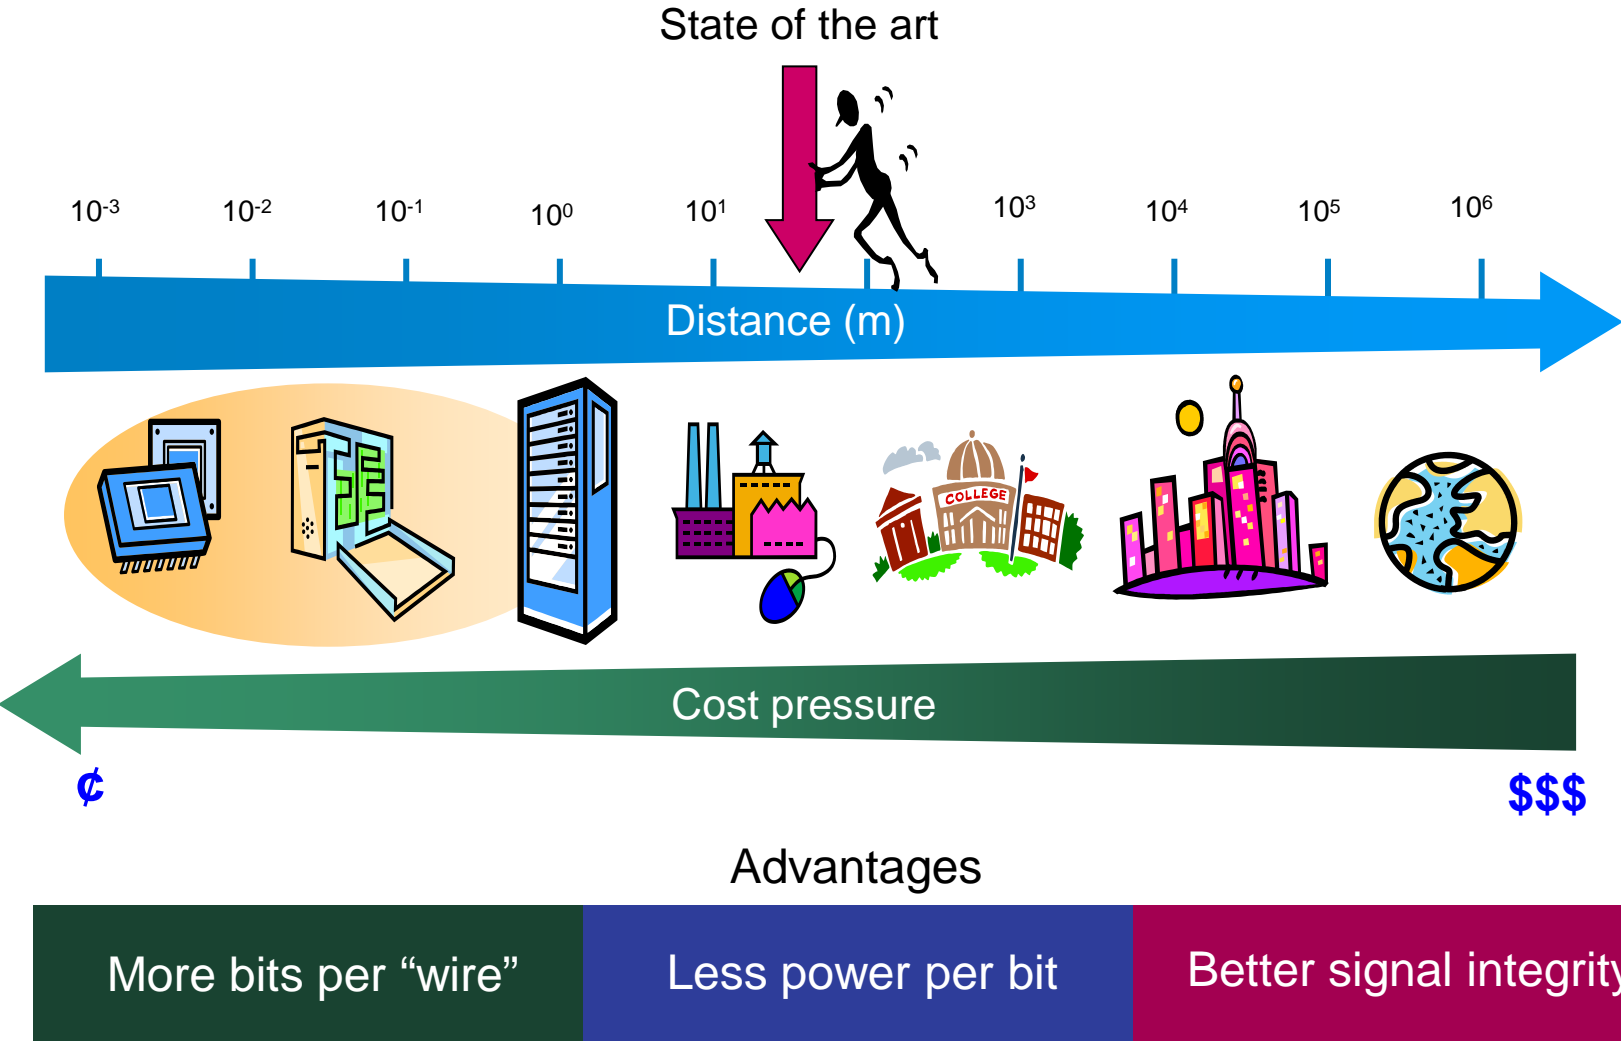 State of the art
10-3 10-2 10-1 100 101 103 104 105 106
Distance (m)
COLLEGE
Cost pressure
¢ $$$
Advantages
More bits per “wire” Less power per bit Better signal integrity